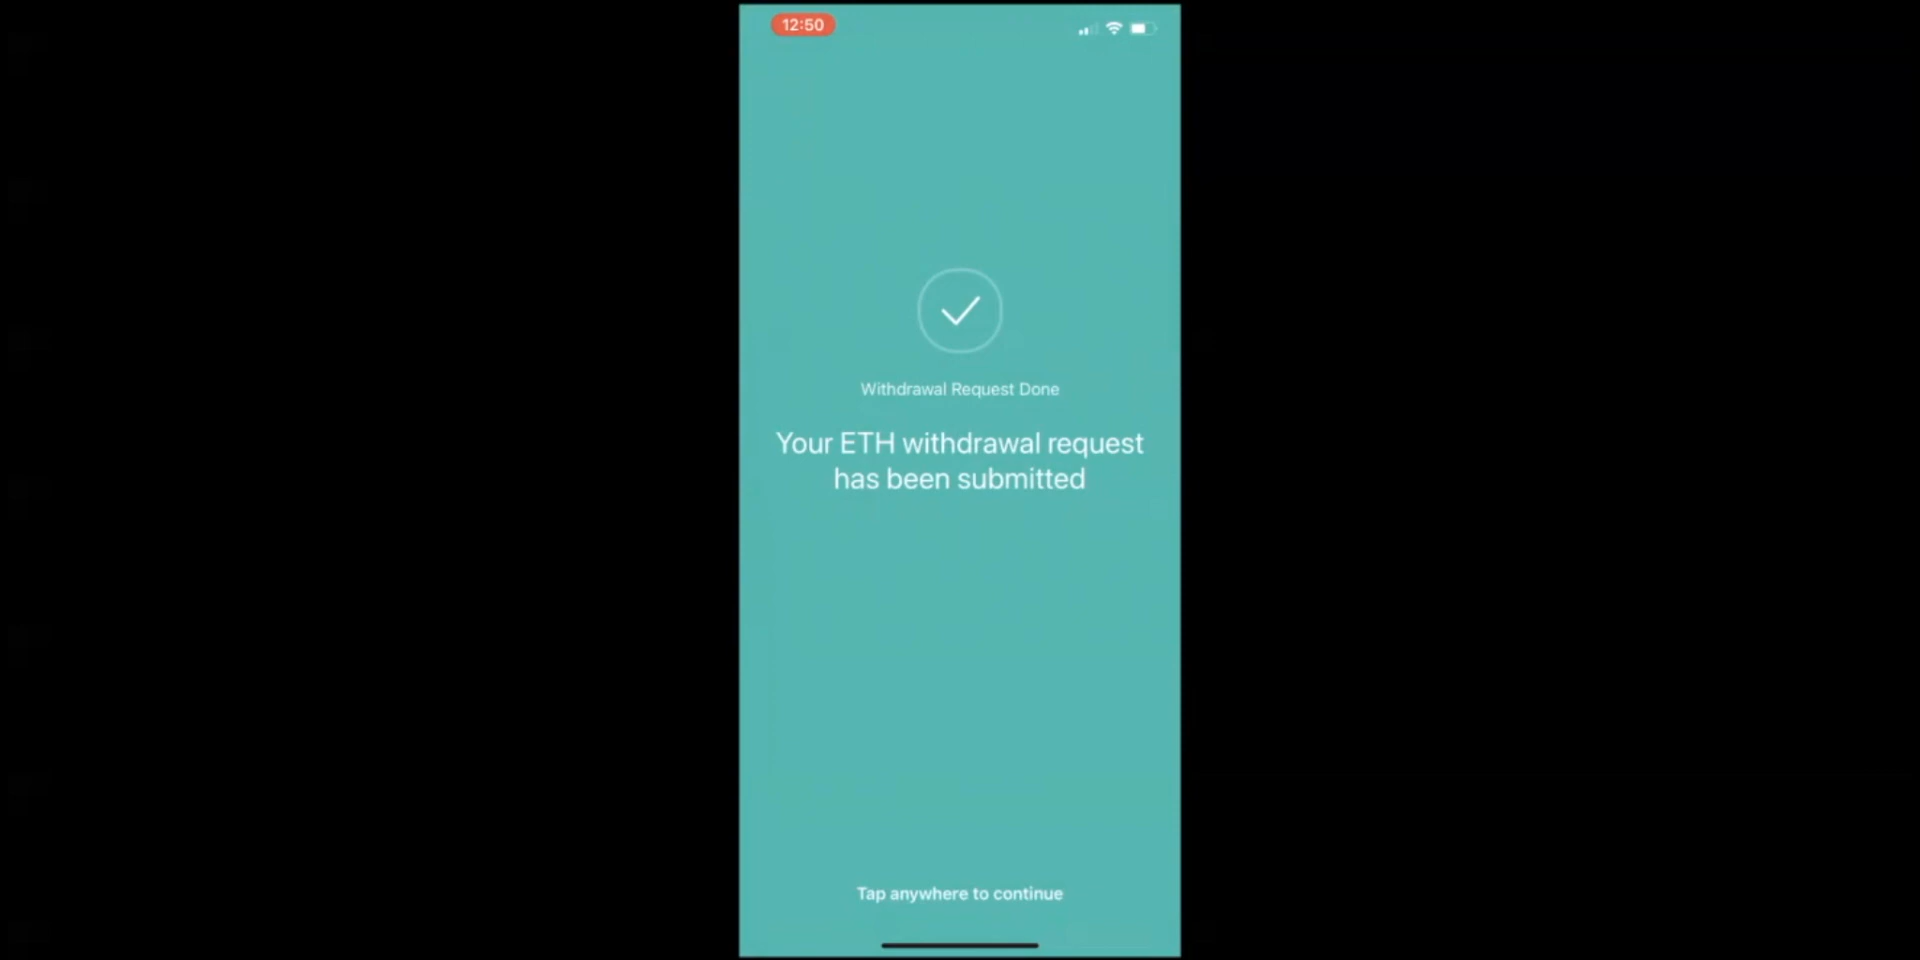 12:50
Withdrawal Request Done
Your ETH withdrawal request
has been submitted
Tap anywhere to continue